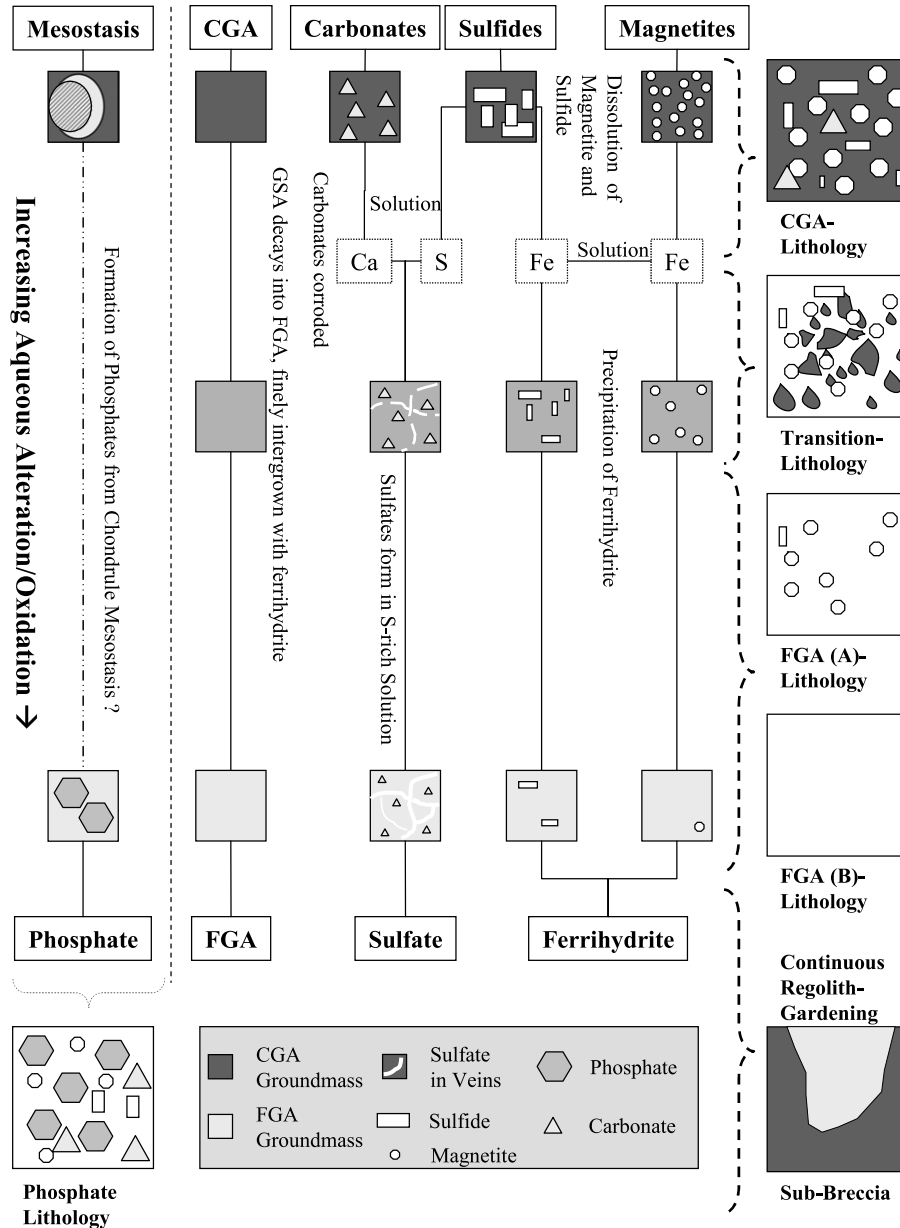 Mesostasis
CGA
Carbonates
Sulfides
Magnetites
Dissolution of
Magnetite and
Sulfide
Solution
Ca
S
Fe
Solution
Fe
Increasing Aqueous Alteration/Oxidation →
Formation of Phosphates from Chondrule Mesostasis ?
GSA decays into FGA, finely intergrown with ferrihydrite
Carbonates corroded
Sulfates form in S-rich Solution
Precipitation of Ferrihydrite
CGA-
Lithology
Transition-
Lithology
FGA (A)-
Lithology
FGA (B)-
Lithology
Phosphate
FGA
Sulfate
Ferrihydrite
Continuous
Regolith-
Gardening
Sub-Breccia
Phosphate
Lithology
CGA
Groundmass
FGA
Groundmass
Sulfate
in Veins
Sulfide
Magnetite
Phosphate
Carbonate